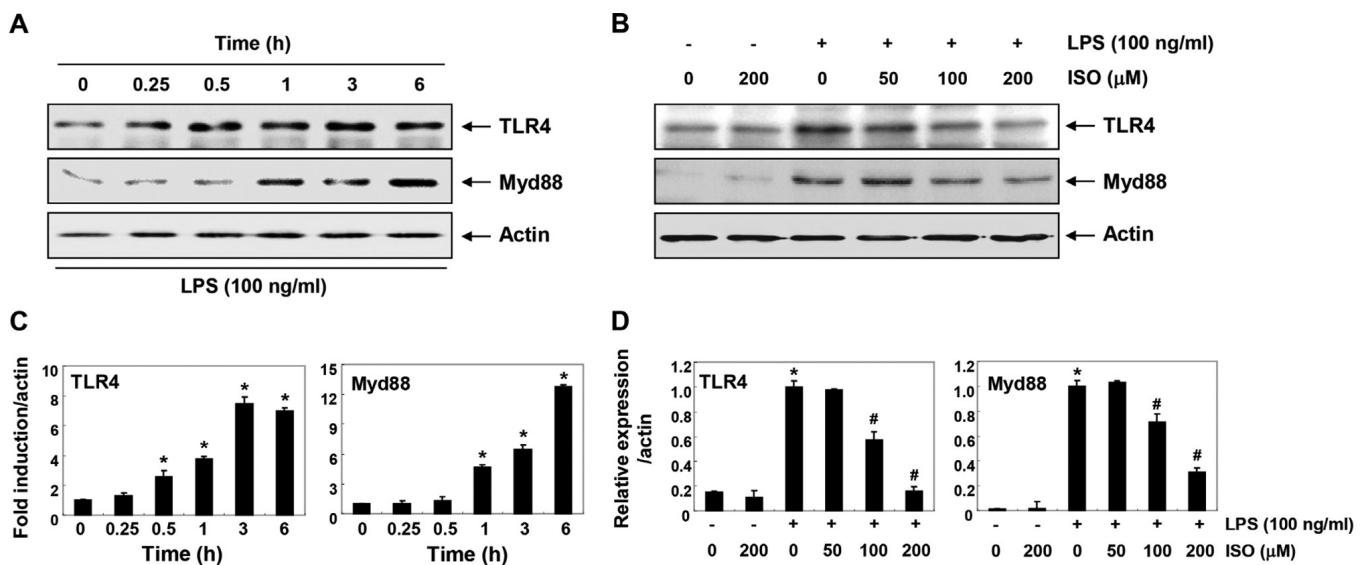 A
Time (h)
0 0.25 0.5 1 3 6
TLR4
Myd88
Actin
LPS (100 ng/ml)
B
- - + + + + LPS (100 ng/ml)
0 200 0 50 100 200 ISO (μM)
TLR4
Myd88
Actin
C
Fold induction/actin
10
8
6
4
2
0
TLR4
* * * *
0 0.25 0.5 1 3 6
Time (h)
15
12
9
6
3
0
Myd88
* * *
0 0.25 0.5 1 3 6
Time (h)
D
Relative expression
/actin
1.2
1.0
0.8
0.6
0.4
0.2
0
TLR4
* # #
- - + + + +
0 200 0 50 100 200
1.2
1.0
0.8
0.6
0.4
0.2
0
Myd88
* # #
- - + + + + LPS (100 ng/ml)
0 200 0 50 100 200 ISO (μM)